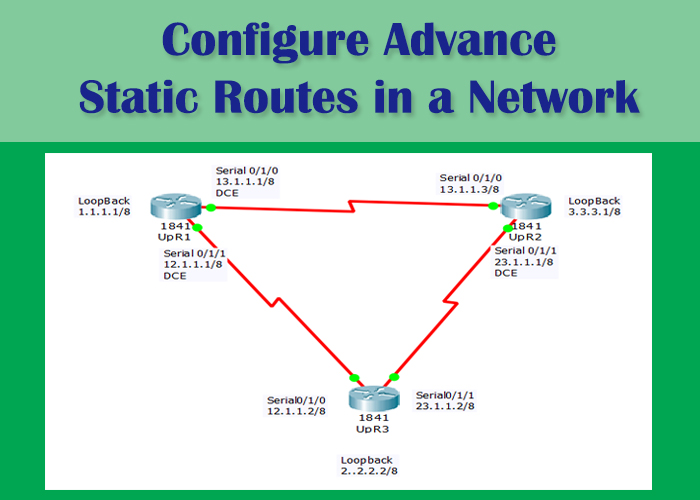 Configure Advance
Static Routes in a Network
Serial 0/1/0
13.1.1.1/8
DCE
Serial 0/1/0
13.1.1.3/8
LoopBack
1.1.1.1/8
LoopBack
3.3.3.1/8
1841
UpR1
1841
UpR2
Serial 0/1/1
12.1.1.1/8
DCE
Serial 0/1/1
23.1.1.1/8
DCE
Serial0/1/0
12.1.1.2/8
Serial0/1/1
23.1.1.2/8
1841
UpR3
Loopback
2..2.2.2/8